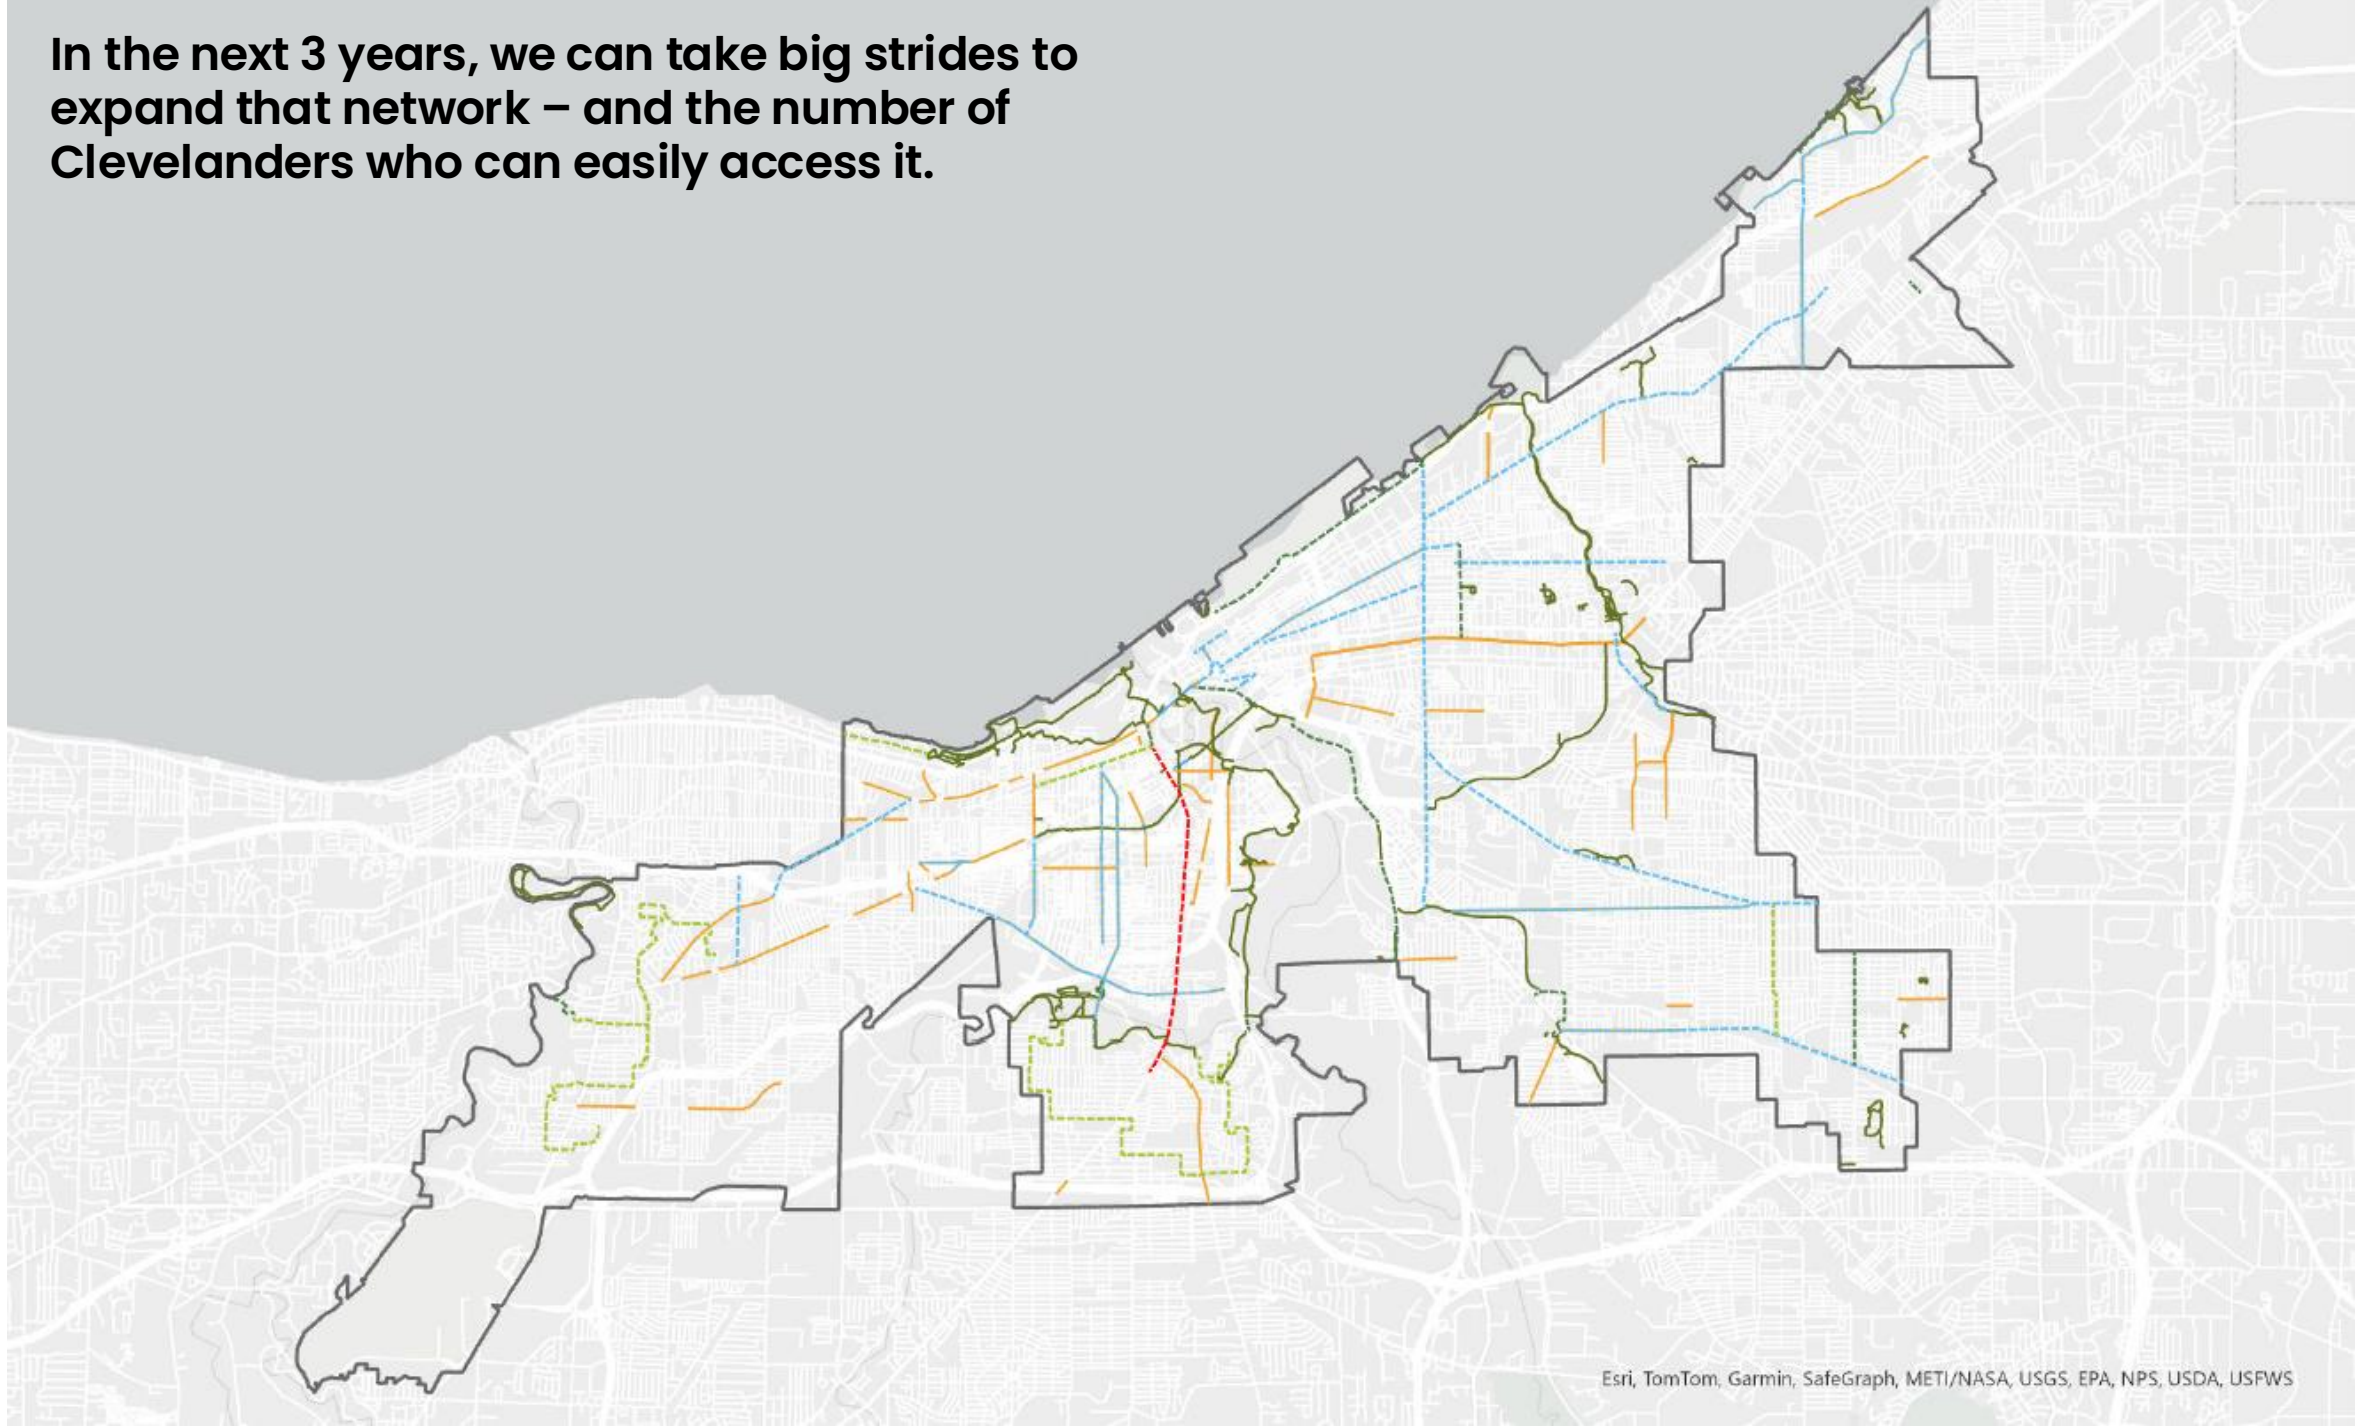 In the next 3 years, we can take big strides to
expand that network – and the number of
Clevelanders who can easily access it.
Esri, TomTom, Garmin, SafeGraph, METI/NASA, USGS, EPA, NPS, USDA, USFWS